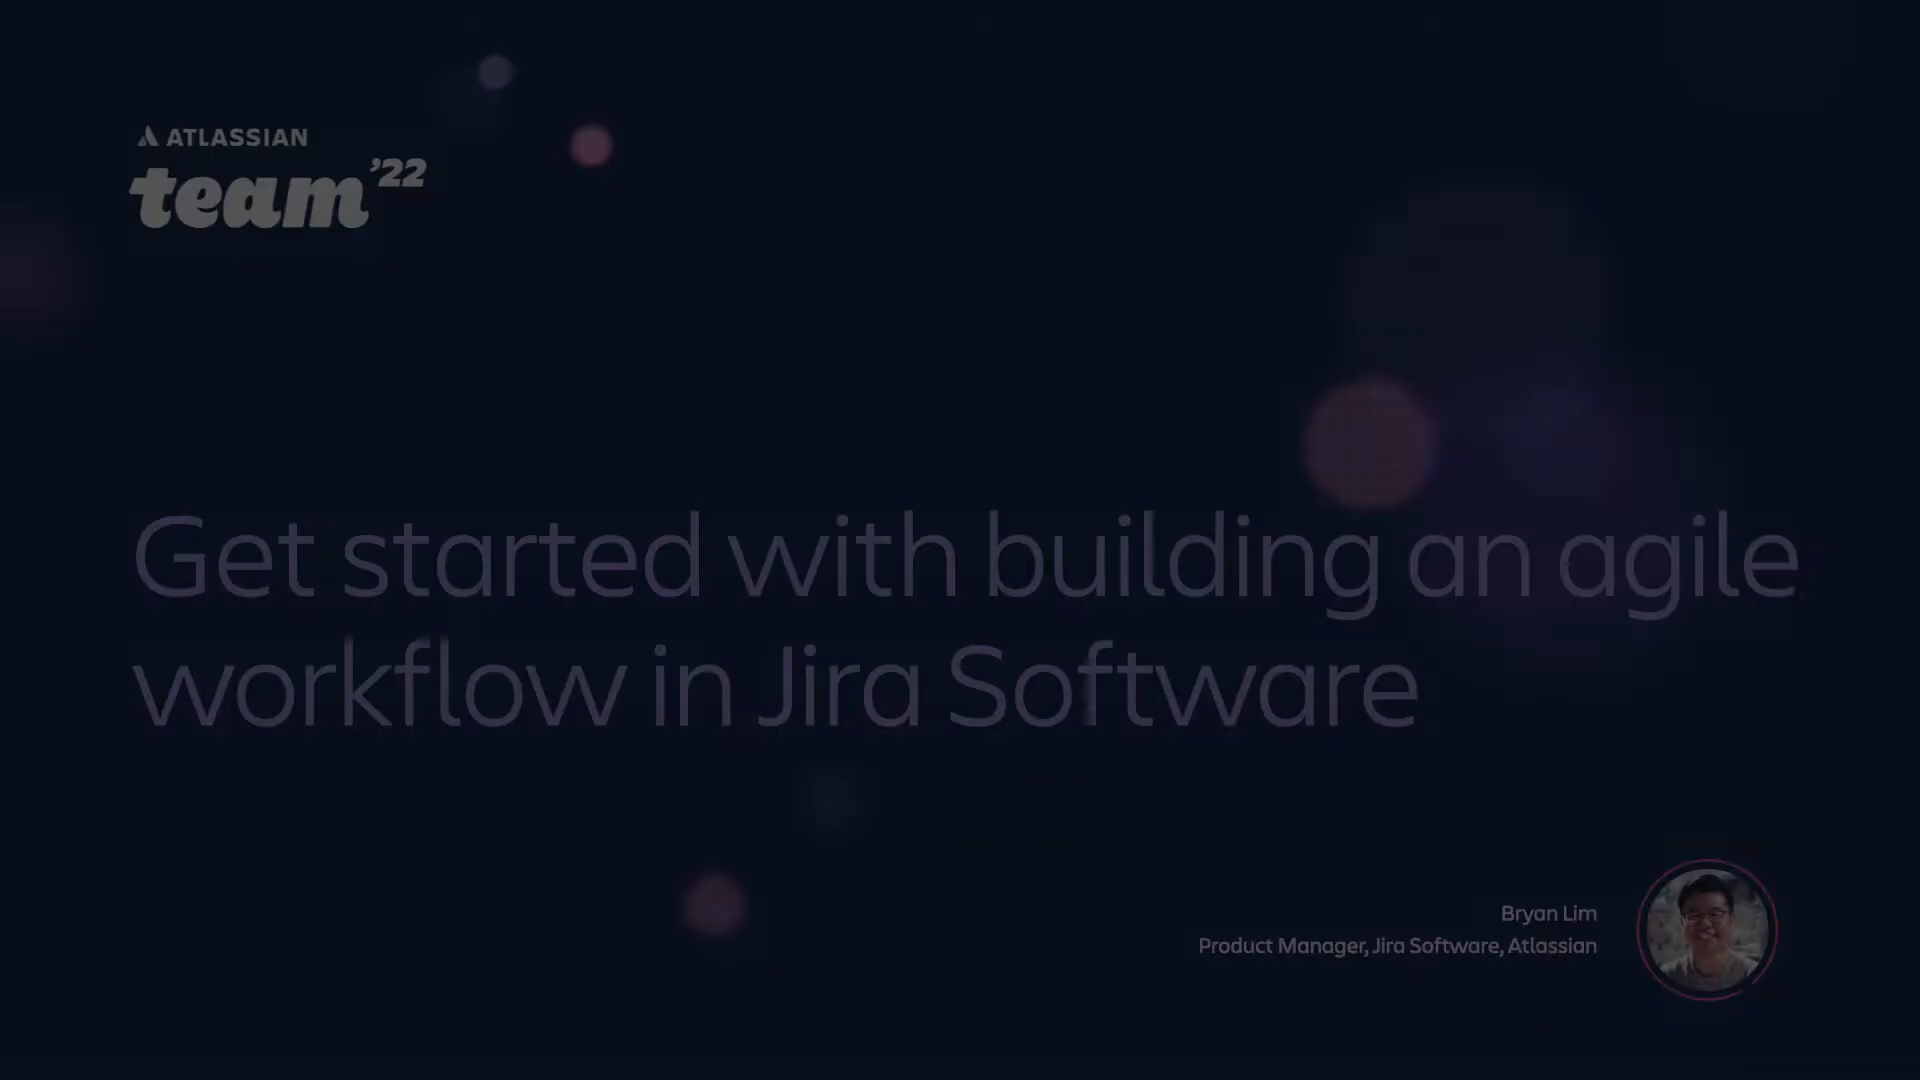 ATLASSIAN
team '22
Get started with building an agile
workflow in Jira Software
Bryan Lim
Product Manager, Jira Software, Atlassian